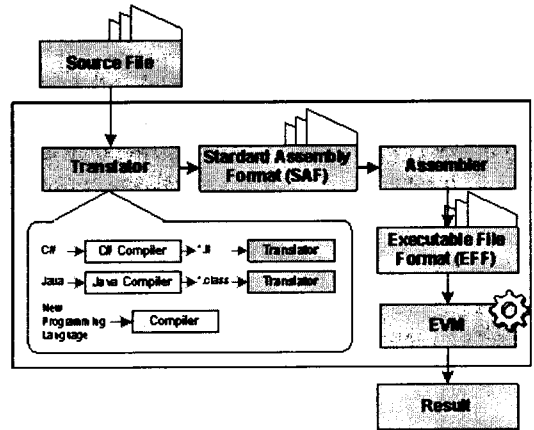 Source File
Translator
Standard Assembly
Format (SAF)
Assembler
Executable File
Format (EFF)
EVM
Result
C#
C# Compiler
*.il
Translator
Java
Java Compiler
*.class
Translator
New
Programming
Language
Compiler